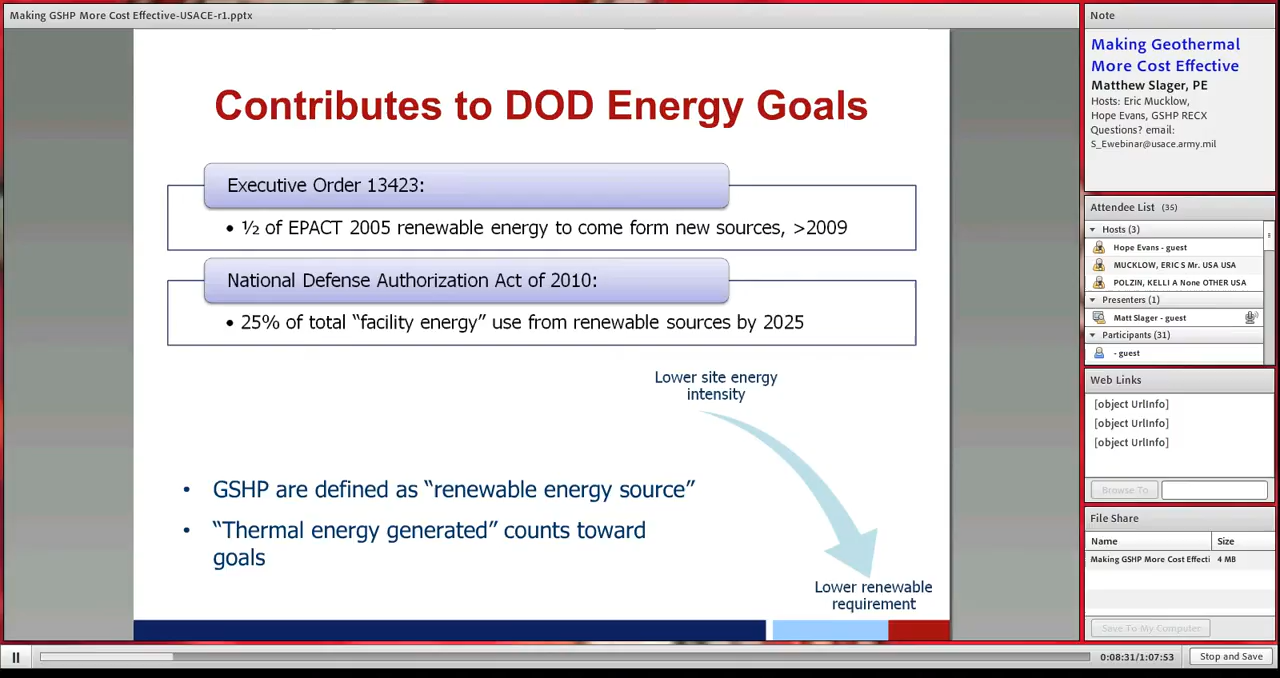 Making GSHP More Cost Effective-USACE-r1.pptx
Contributes to DOD Energy Goals
Executive Order 13423:
• ½ of EPACT 2005 renewable energy to come form new sources, >2009
National Defense Authorization Act of 2010:
• 25% of total “facility energy” use from renewable sources by 2025
Lower site energy
intensity
• GSHP are defined as “renewable energy source”
• “Thermal energy generated” counts toward
goals
Lower renewable
requirement
Note
Making Geothermal
More Cost Effective
Matthew Slager, PE
Hosts: Eric Mucklow,
Hope Evans, GSHP RECX
Questions? email:
S_Ewebinar@usace.army.mil
Attendee List (35)
Hosts (3)
Hope Evans - guest
MUCKLOW, ERIC S Mr. USA USA
POLZIN, KELLI A None OTHER USA
Presenters (1)
Matt Slager - guest
Participants (31)
- guest
Web Links
[object UrlInfo]
[object UrlInfo]
[object UrlInfo]
Browse To
File Share
Name Size
Making GSHP More Cost Effecti 4 MB
Save To My Computer
0:08:31/1:07:53 Stop and Save